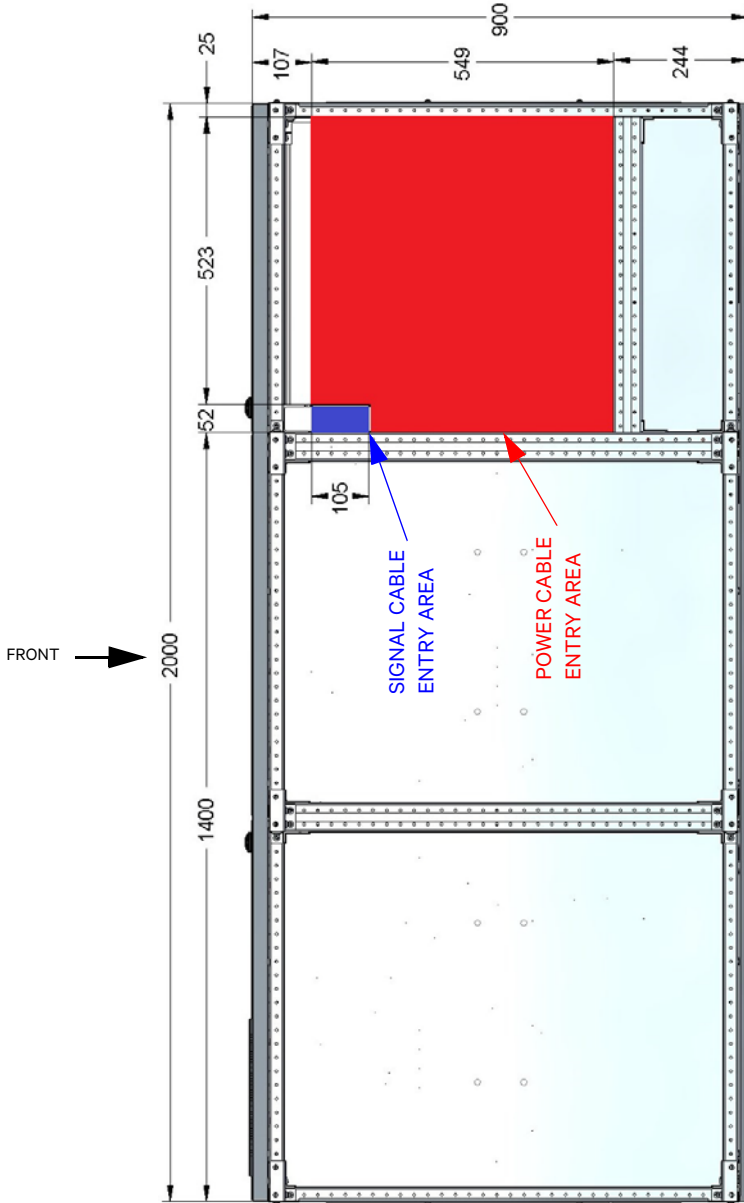 900
25
107
549
244
523
52
105
SIGNAL CABLE
ENTRY AREA
POWER CABLE
ENTRY AREA
FRONT
2000
1400